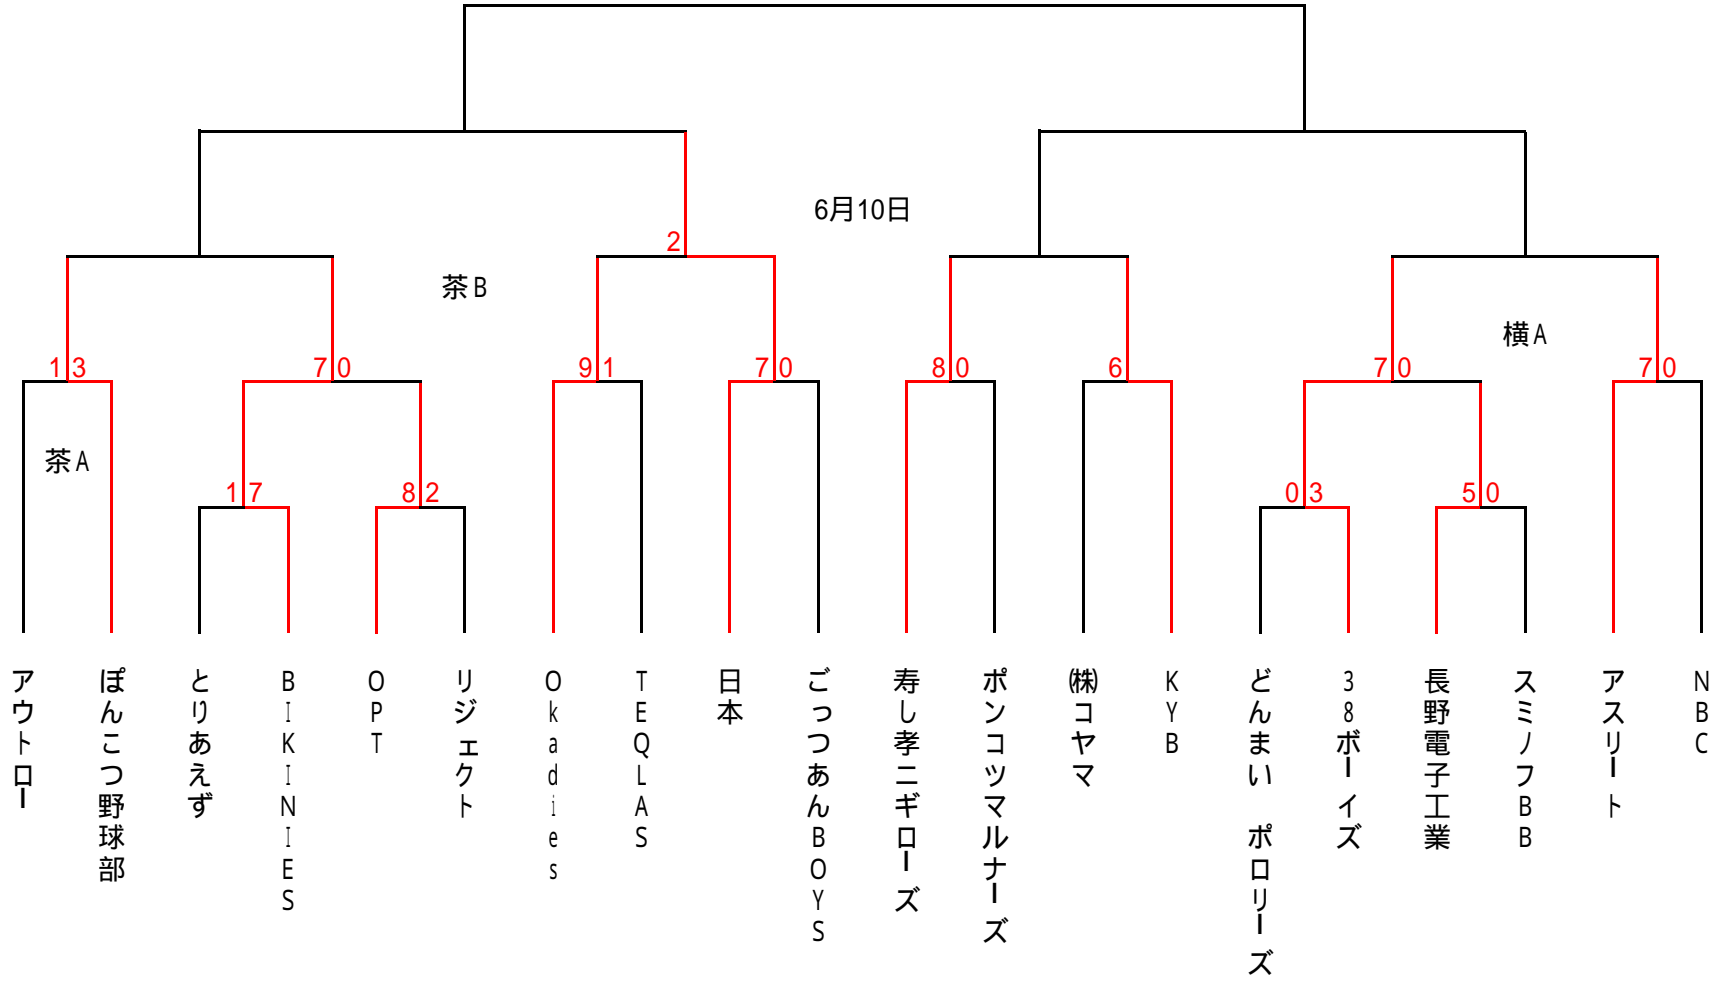 6月10日
2
茶B
横A
1 3
7 0
9 1
7 0
8 0
6
7 0
7 0
茶A
1 7
8 2
0 3
5 0
アウトロー
ぽんこつ野球部
とりあえず
BIKINIES
OPT
リジェクト
Okadies
TEQLAS
日本
ごっつあんBOYS
寿し孝ニギローズ
ポンコツマルナーズ
㈱コヤマ
KYB
どんまい ポロリーズ
38ボーイズ
長野電子工業
スミノフBB
アスリート
NBC